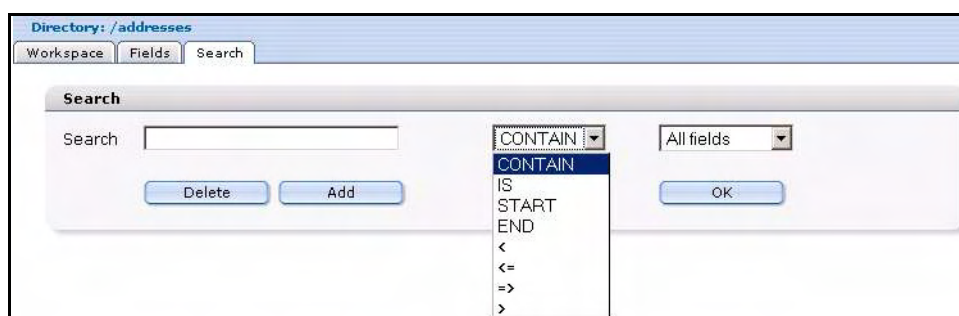 Directory: /addresses
Workspace Fields Search
Search
Search CONTAIN All fields
CONTAIN
Delete Add IS OK
START
END
<
<=
=>
>